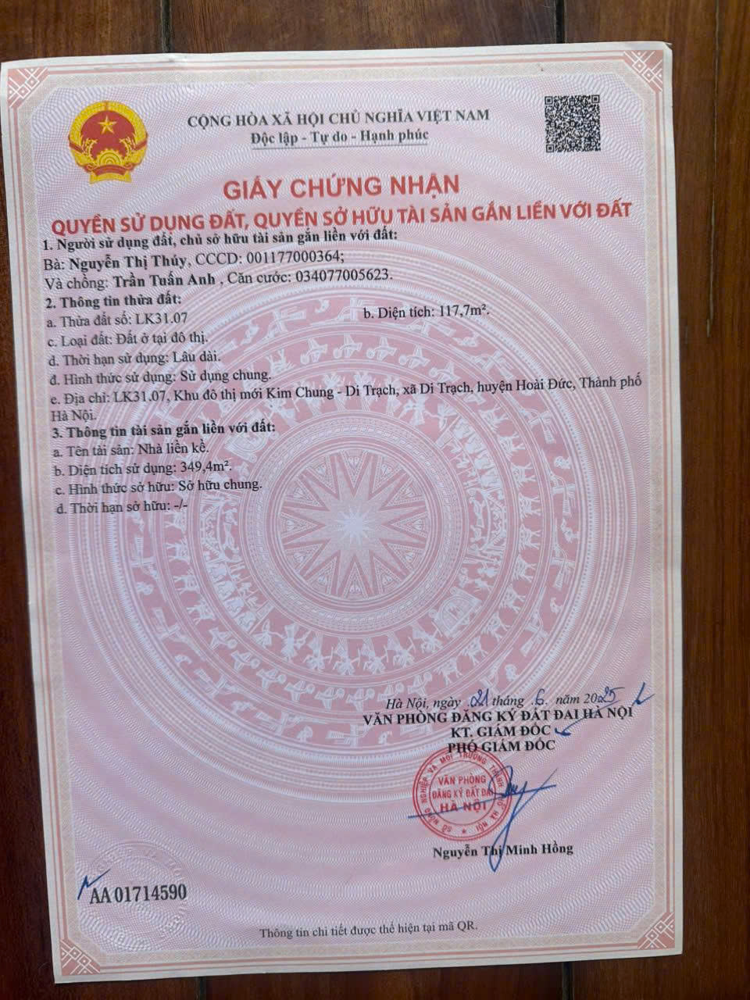 CỘNG HÒA XÃ HỘI CHỦ NGHĨA VIỆT NAM
Độc lập - Tự do - Hạnh phúc
GIẤY CHỨNG NHẬN
QUYỀN SỬ DỤNG ĐẤT, QUYỀN SỞ HỮU TÀI SẢN GẮN LIỀN VỚI ĐẤT
1. Người sử dụng đất, chủ sở hữu tài sản gắn liền với đất:
Bà: Nguyễn Thị Thúy, CCCD: 001177000364;
Và chồng: Trần Tuấn Anh , Căn cước: 034077005623.
2. Thông tin thửa đất:
a. Thửa đất số: LK31.07 b. Diện tích: 117,7m².
c. Loại đất: Đất ở tại đô thị.
d. Thời hạn sử dụng: Lâu dài.
đ. Hình thức sử dụng: Sử dụng chung.
e. Địa chỉ: LK31.07, Khu đô thị mới Kim Chung - Di Trạch, xã Di Trạch, huyện Hoài Đức, Thành phố
Hà Nội.
3. Thông tin tài sản gắn liền với đất:
a. Tên tài sản: Nhà liền kề.
b. Diện tích sử dụng: 349,4m².
c. Hình thức sở hữu: Sở hữu chung.
d. Thời hạn sở hữu: -/-
Hà Nội, ngày .21 tháng .6. năm 2025
VĂN PHÒNG ĐĂNG KÝ ĐẤT ĐAI HÀ NỘI
KT. GIÁM ĐỐC
PHÓ GIÁM ĐỐC
SỞ NÔNG NGHIỆP VÀ MÔI TRƯỜNG THÀNH PHỐ HÀ NỘI
VĂN PHÒNG
ĐĂNG KÝ ĐẤT ĐAI
HÀ NỘI
Nguyễn Thị Minh Hồng
AA 01714590
Thông tin chi tiết được thể hiện tại mã QR.